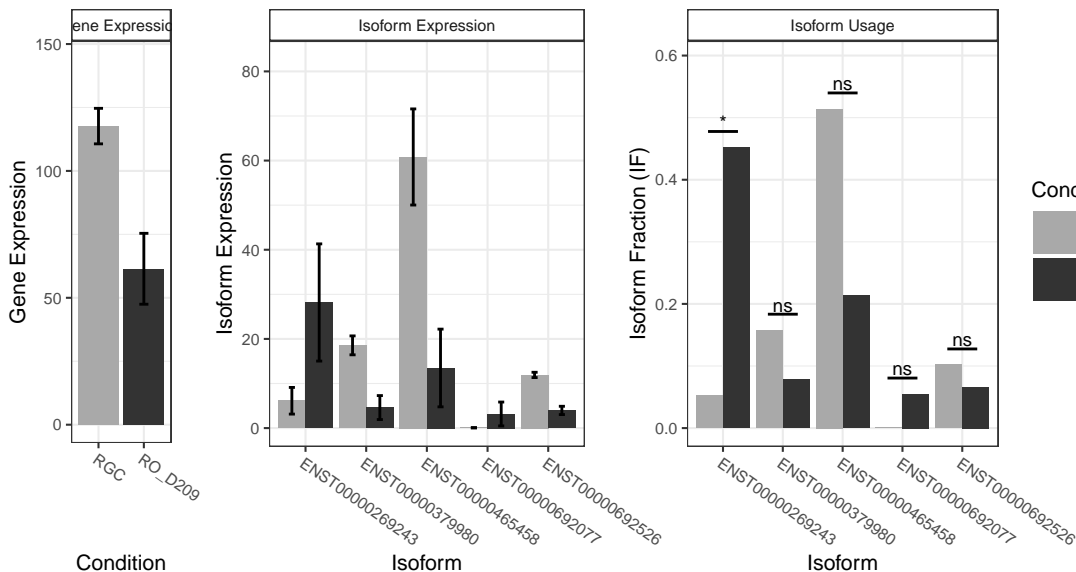 ene Expressio
Gene Expression
150
100
50
0
RGC
RO_D209
Condition
Isoform Expression
Isoform Expression
80
60
40
20
0
ENST00000269243
ENST00000379980
ENST00000465458
ENST00000692077
ENST00000692526
Isoform
Isoform Usage
Isoform Fraction (IF)
0.6
0.4
0.2
0.0
*
ns
ns
ns
ns
ENST00000269243
ENST00000379980
ENST00000465458
ENST00000692077
ENST00000692526
Isoform
Cond